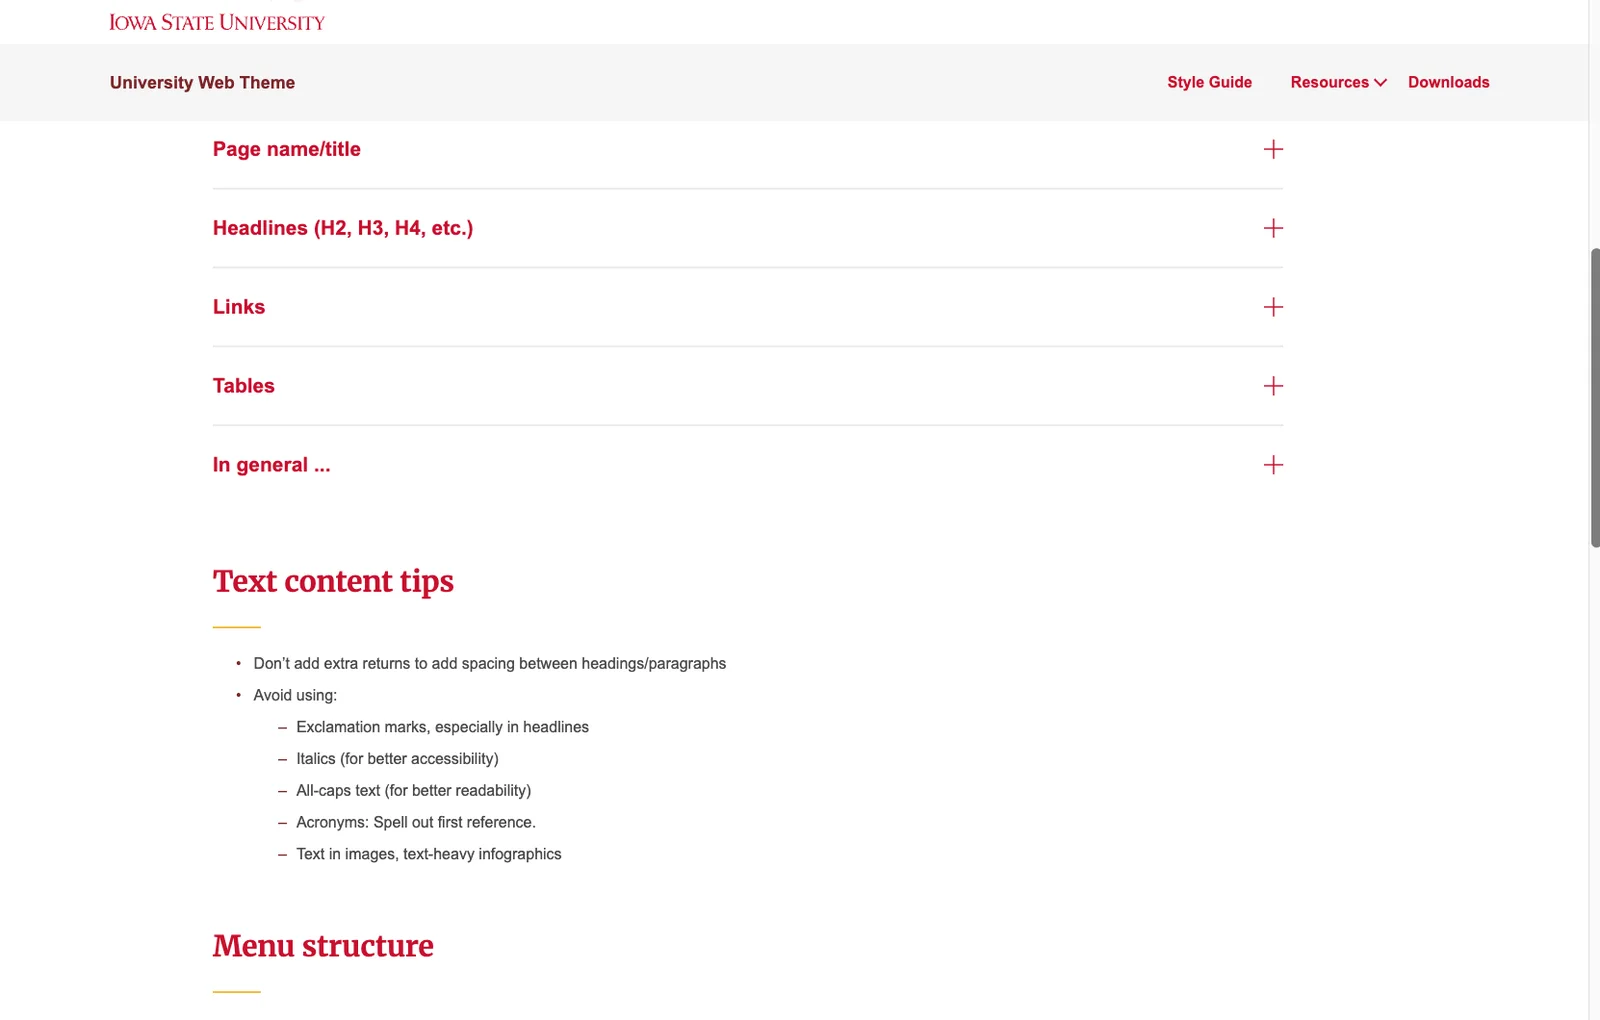 IOWA STATE UNIVERSITY
University Web Theme
Style Guide
Resources
Downloads
Page name/title
Headlines (H2, H3, H4, etc.)
Links
Tables
In general ...
Text content tips
• Don’t add extra returns to add spacing between headings/paragraphs
• Avoid using:
– Exclamation marks, especially in headlines
– Italics (for better accessibility)
– All-caps text (for better readability)
– Acronyms: Spell out first reference.
– Text in images, text-heavy infographics
Menu structure